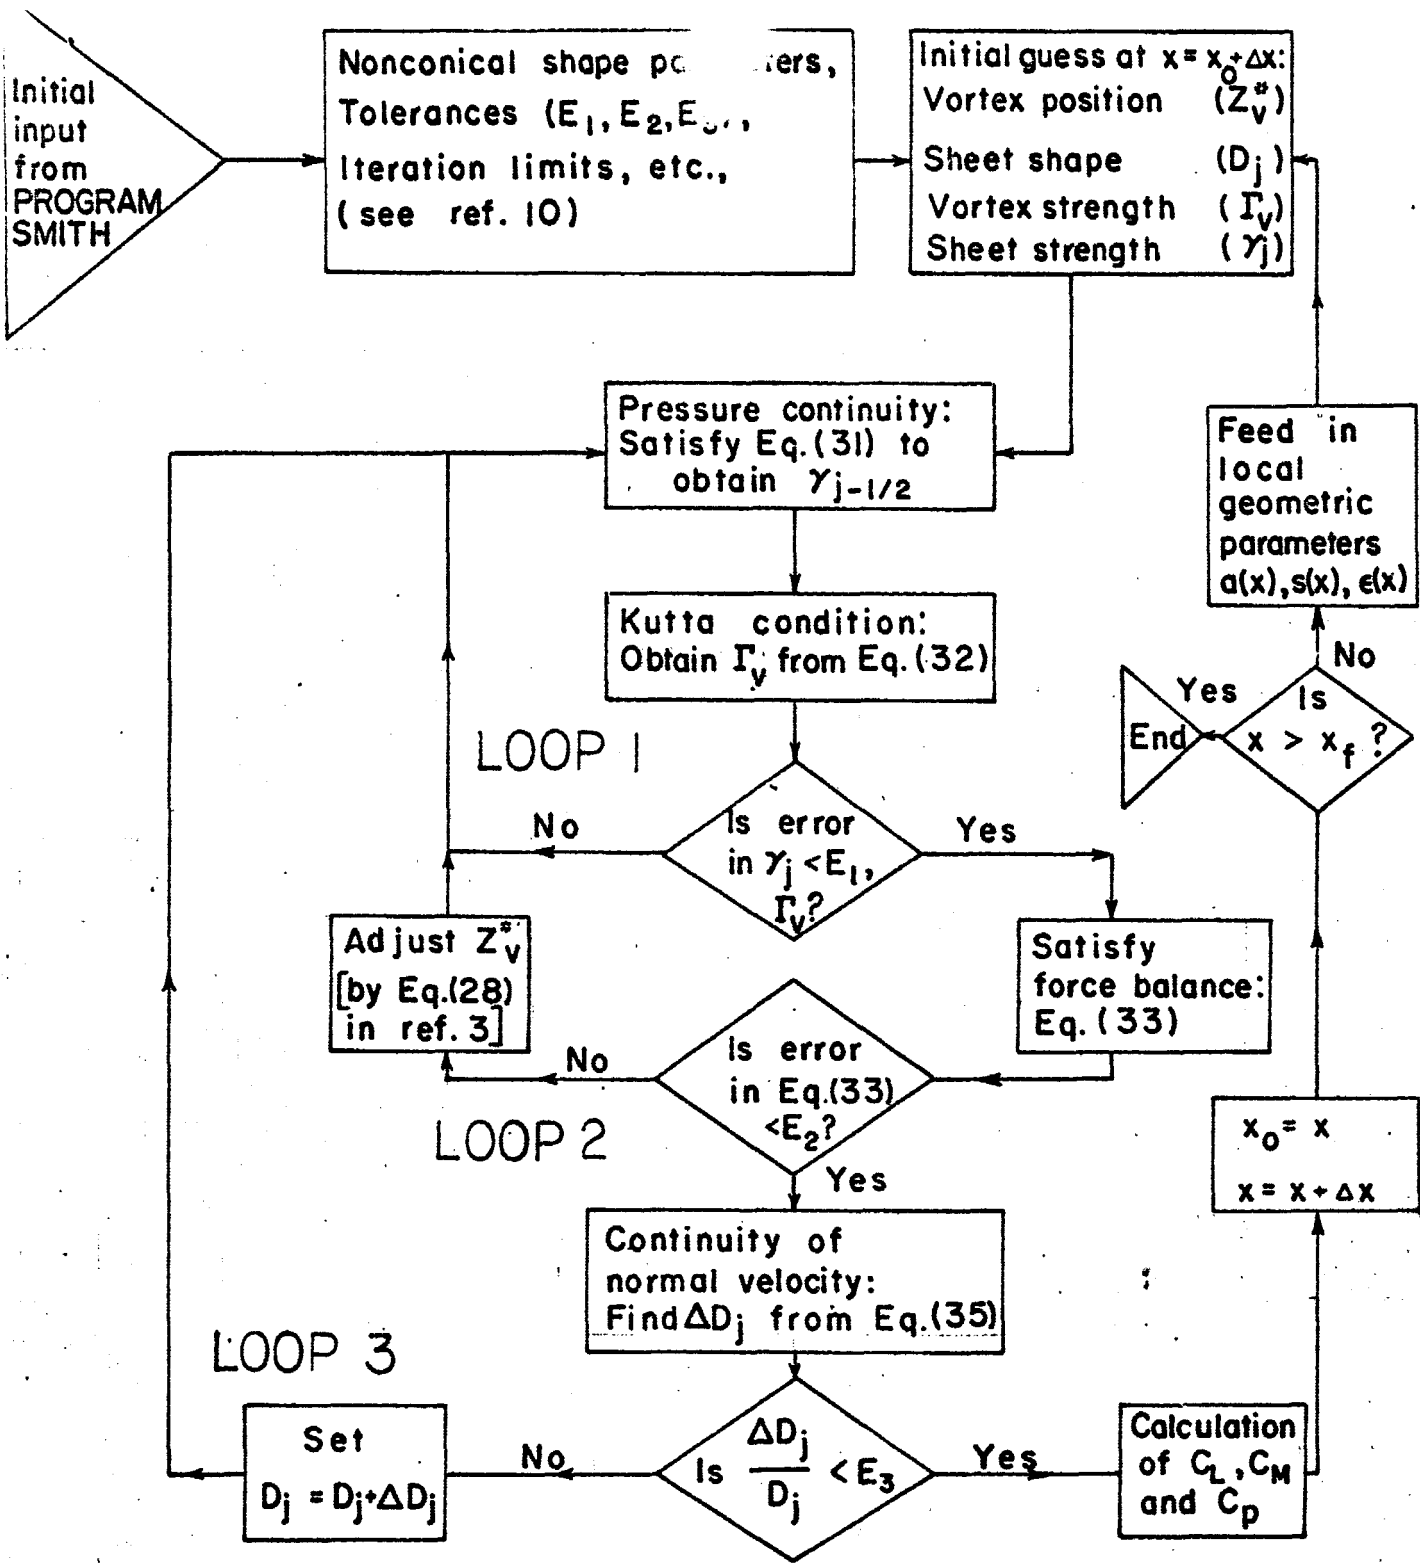 Initial
input
from
PROGRAM
SMITH
Nonconical shape
Tolerances (E₁, E₂,
Iteration limits, etc.,
(see ref. 10)
Initial guess at x = x₀ + Δx:
Vortex position (Z*ᵥ)
Sheet shape (Dⱼ)
Vortex strength (Γᵥ)
Sheet strength (γⱼ)
Pressure continuity:
Satisfy Eq. (31) to
obtain γⱼ₋₁/₂
Kutta condition:
Obtain Γᵥ from Eq. (32)
LOOP 1
Is error
in γⱼ < E₁,
Γᵥ?
No
Yes
Satisfy
force balance:
Eq. (33)
Adjust Z*ᵥ
[by Eq.(28)
in ref. 3]
Is error
in Eq.(33)
<E₂?
No
LOOP 2
Yes
Continuity of
normal velocity:
Find ΔDⱼ from Eq.(35)
LOOP 3
Set
Dⱼ = Dⱼ + ΔDⱼ
No
Is ΔDⱼ / Dⱼ < E₃
Yes
Calculation
of C_L, C_M
and C_p
x₀ = x
x = x + Δx
Is
x > x_f ?
Yes
End
No
Feed in
local
geometric
parameters
a(x), s(x), ϵ(x)